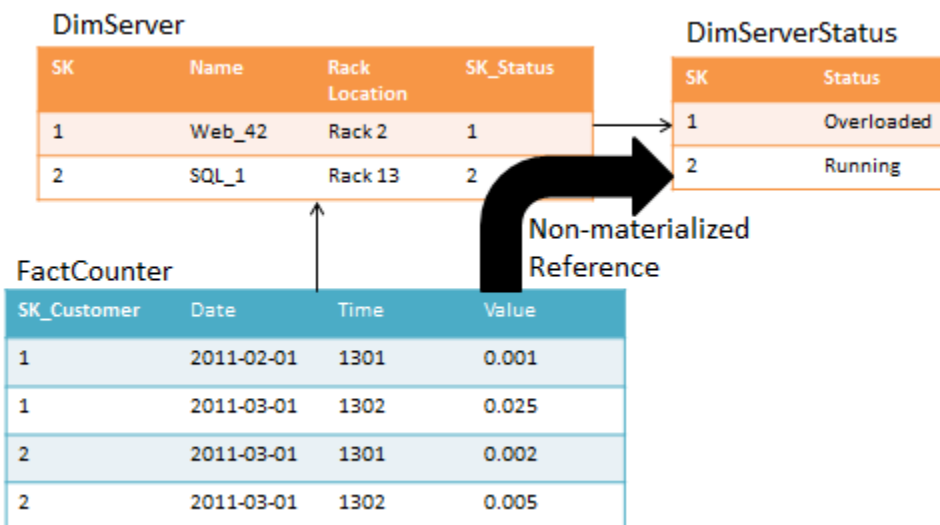 DimServer
SK Name Rack Location SK_Status
1 Web_42 Rack 2 1
2 SQL_1 Rack 13 2
DimServerStatus
SK Status
1 Overloaded
2 Running
Non-materialized
Reference
FactCounter
SK_Customer Date Time Value
1 2011-02-01 1301 0.001
1 2011-03-01 1302 0.025
2 2011-03-01 1301 0.002
2 2011-03-01 1302 0.005